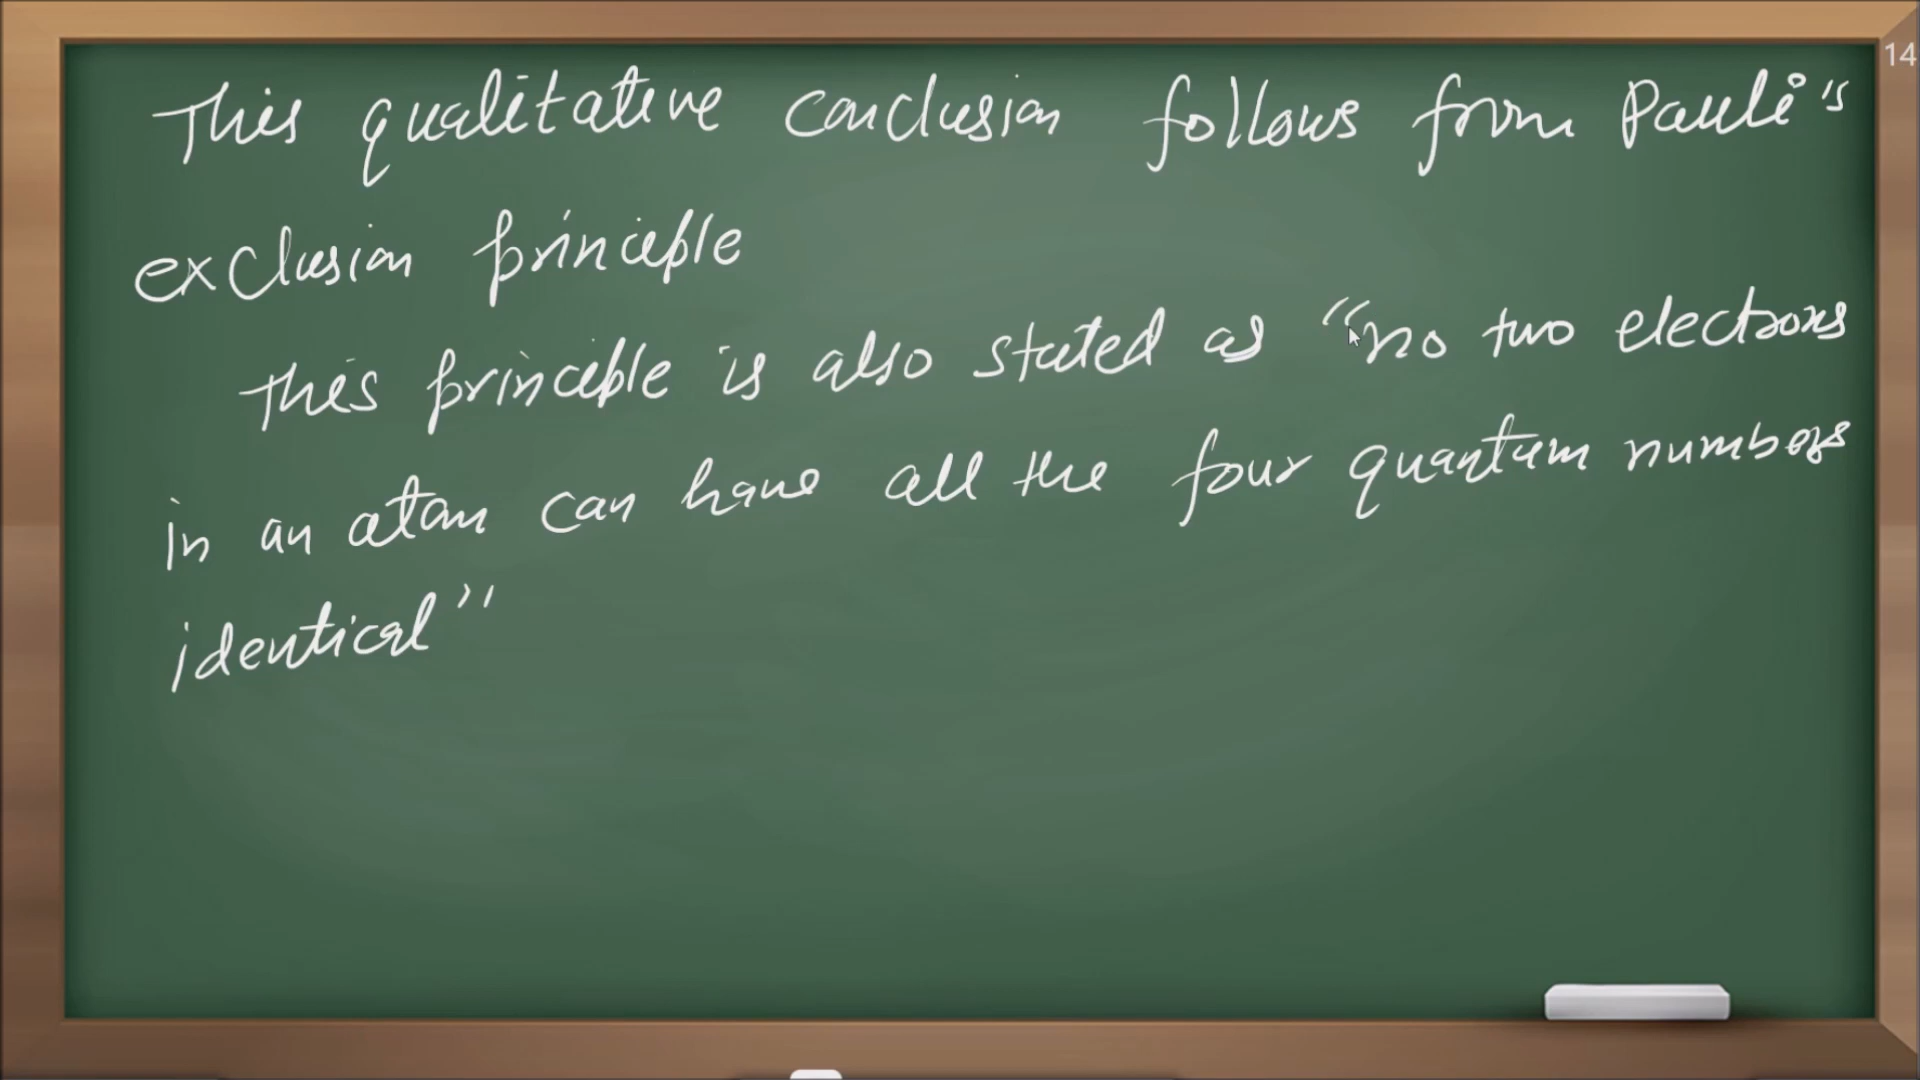 14
This qualitative conclusion follows from Pauli's
exclusion principle
This principle is also stated as "no two electrons
in an atom can have all the four quantum numbers
identical"